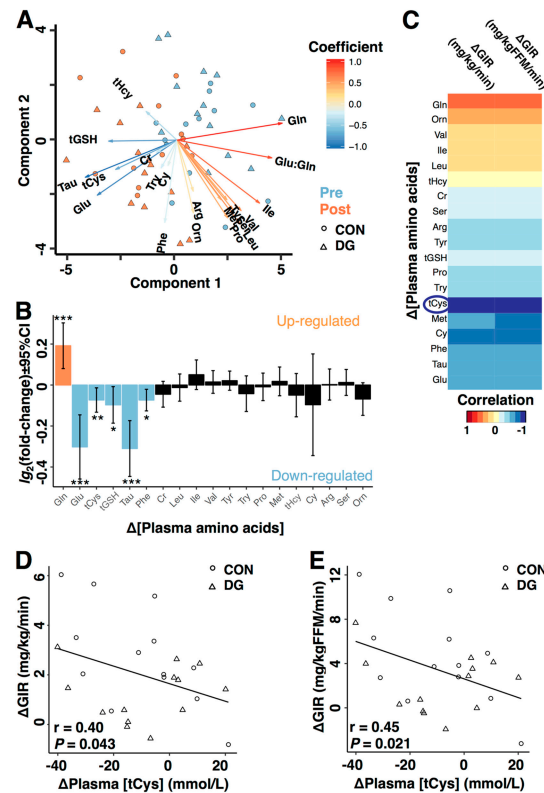 A
Coefficient
1.0
0.5
0.0
-0.5
-1.0
Component 2
4
2
0
-2
-4
-5
0
5
Component 1
tHcy
tGSH
Gln
Glu:Gln
Tau
tCys
Cr
Glu
Try
Cy
Ile
Arg
Orn
Val
Met
Leu
Pro
Phe
Pre
Post
CON
DG
B
lg2(fold-change)±95%CI
0.2
0
-0.2
-0.4
***
***
**
*
***
*
Up-regulated
Down-regulated
Gln Glu tCys tGSH Tau Phe Cr Leu Ile Val Tyr Try Pro Met tHcy Cy Arg Ser Orn
Δ[Plasma amino acids]
C
ΔGIR
(mg/kg/min)
ΔGIR
(mg/kgFFM/min)
Δ[Plasma amino acids]
Gln
Orn
Val
Ile
Leu
tHcy
Cr
Ser
Arg
Tyr
tGSH
Pro
Try
tCys
Met
Cy
Phe
Tau
Glu
Correlation
1 0 -1
D
CON
DG
ΔGIR (mg/kg/min)
6
4
2
0
r = 0.40
P = 0.043
-40 -20 0 20
ΔPlasma [tCys] (mmol/L)
E
CON
DG
ΔGIR (mg/kgFFM/min)
12
8
4
0
r = 0.45
P = 0.021
-40 -20 0 20
ΔPlasma [tCys] (mmol/L)